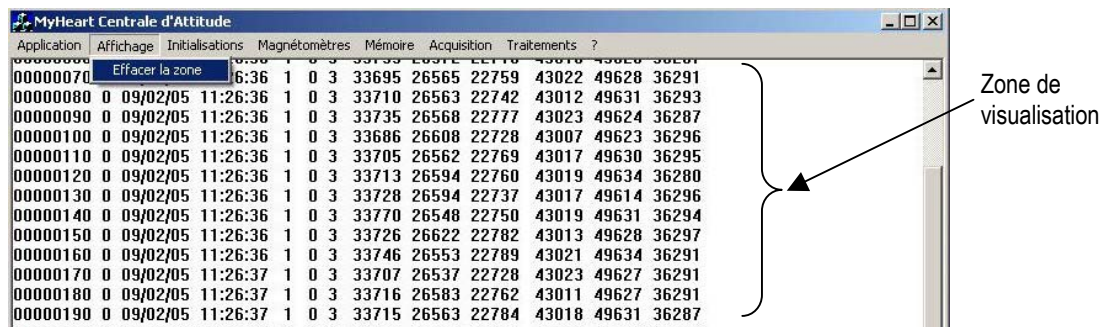 MyHeart Centrale d'Attitude
Application Affichage Initialisations Magnétomètres Mémoire Acquisition Traitements ?
Effacer la zone
00000070 6:36 1 0 3 33695 26565 22759 43022 49628 36291
00000080 0 09/02/05 11:26:36 1 0 3 33710 26563 22742 43012 49631 36293
00000090 0 09/02/05 11:26:36 1 0 3 33735 26568 22777 43023 49624 36287
00000100 0 09/02/05 11:26:36 1 0 3 33686 26608 22728 43007 49623 36296
00000110 0 09/02/05 11:26:36 1 0 3 33705 26562 22769 43017 49630 36295
00000120 0 09/02/05 11:26:36 1 0 3 33713 26594 22760 43019 49634 36280
00000130 0 09/02/05 11:26:36 1 0 3 33728 26594 22737 43017 49614 36296
00000140 0 09/02/05 11:26:36 1 0 3 33770 26548 22750 43019 49631 36294
00000150 0 09/02/05 11:26:36 1 0 3 33726 26622 22782 43013 49628 36297
00000160 0 09/02/05 11:26:36 1 0 3 33746 26553 22789 43021 49634 36291
00000170 0 09/02/05 11:26:37 1 0 3 33707 26537 22728 43023 49627 36291
00000180 0 09/02/05 11:26:37 1 0 3 33716 26583 22762 43011 49627 36291
00000190 0 09/02/05 11:26:37 1 0 3 33715 26563 22784 43018 49631 36287
Zone de
visualisation